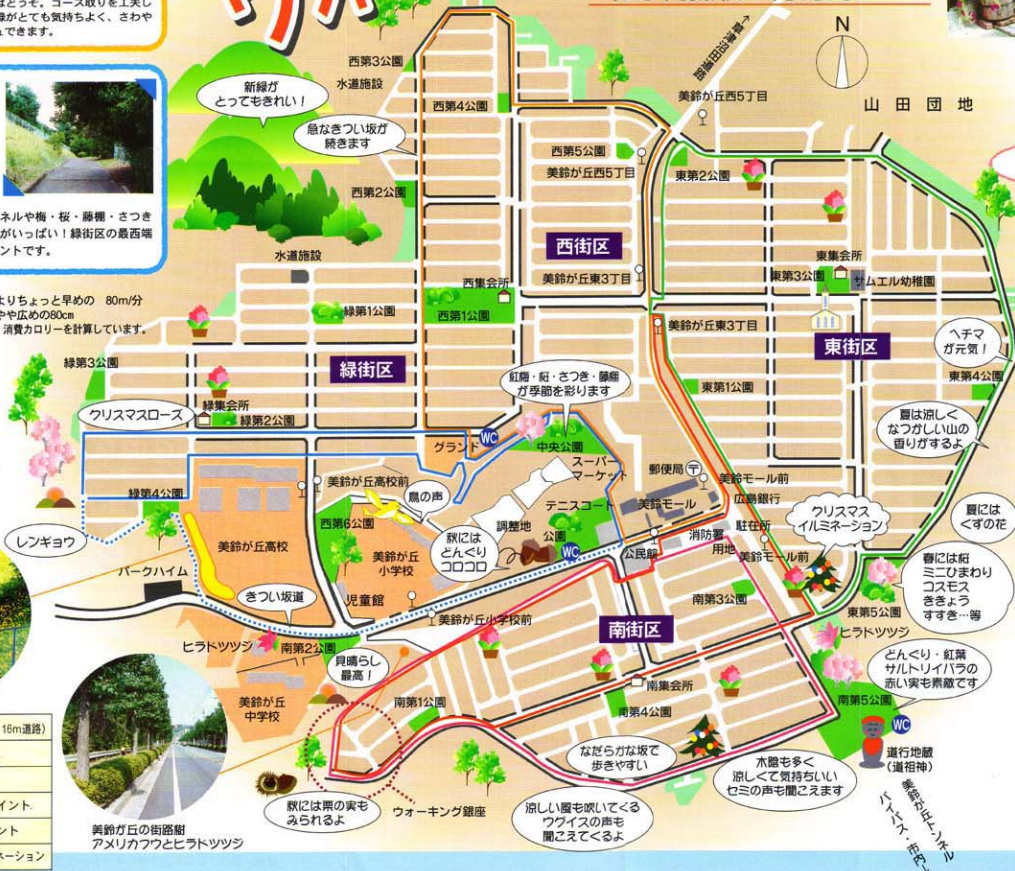 はどうぞ。コース取りを工夫し
緑がとても気持ちよく、さわや
できます。
ネルや梅・桜・藤棚・さつき
がいっぱい！緑街区の最西端
ントです。
よりちょっと早めの 80m/分
やや広めの80cm
消費カロリーを計算しています。
N
山田団地
草津沼田道路
美鈴が丘西5丁目
西第3公園
水道施設
新緑が
とってもきれい！
急なきつい坂が
続きます
西第4公園
西第5公園
美鈴が丘西5丁目
東第2公園
西第2公園
西街区
水道施設
西集会所
西第1公園
美鈴が丘東3丁目
東集会所
東第3公園
サムエル幼稚園
緑第1公園
美鈴が丘東3丁目
東街区
ヘチマ
が元気！
緑第3公園
緑街区
紅梅・桜・さつき・藤棚
が季節を彩ります
東第1公園
東第4公園
クリスマスローズ
緑集会所
緑第2公園
夏は涼しく
なつかしい山の
香りがするよ
グランド
WC
中央公園
スーパー
マーケット
郵便局
美鈴が丘高校前
鳥の声
美鈴モール前
緑第4公園
西第6公園
テニスコート
美鈴モール
広島銀行
クリスマス
イルミネーション
夏には
くずの花
レンギョウ
調整地
公園
秋には
どんぐり
コロコロ
WC
消防署
用地
駐在所
美鈴モール前
美鈴が丘高校
美鈴が丘
小学校
公民館
春には桜
ミニひまわり
コスモス
ききょう
すすき…等
パークハイム
きつい坂道
児童館
南第3公園
東第5公園
美鈴が丘小学校前
ヒラドツツジ
南第2公園
南街区
ヒラドツツジ
見晴らし
最高！
どんぐり・紅葉
サルトリイバラの
赤い実も素敵です
美鈴が丘
中学校
南第1公園
南集会所
南第4公園
南第5公園
WC
道行地蔵
(道祖神)
なだらかな坂で
歩きやすい
木陰も多く
涼しくて気持ちいい
セミの声も聞こえます
16m道路)
イント
ント
ネーション
美鈴が丘の街路樹
アメリカフウとヒラドツツジ
秋には栗の実も
みられるよ
ウォーキング銀座
涼しい風も吹いてくる
ウグイスの声も
聞こえてくるよ
美鈴が丘トンネル
バイパス・市内